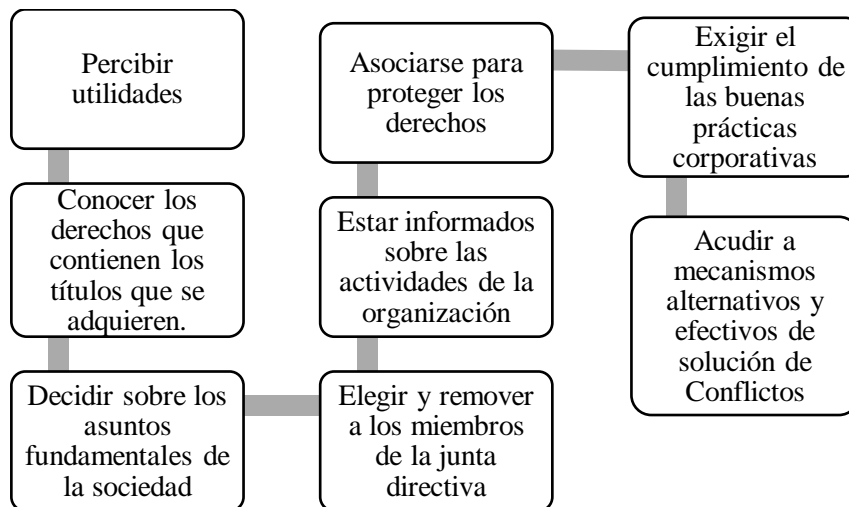 Percibir
utilidades
Conocer los
derechos que
contienen los
títulos que se
adquieren.
Decidir sobre los
asuntos
fundamentales de
la sociedad
Elegir y remover
a los miembros
de la junta
directiva
Estar informados
sobre las
actividades de la
organización
Asociarse para
proteger los
derechos
Exigir el
cumplimiento de
las buenas
prácticas
corporativas
Acudir a
mecanismos
alternativos y
efectivos de
solución de
Conflictos